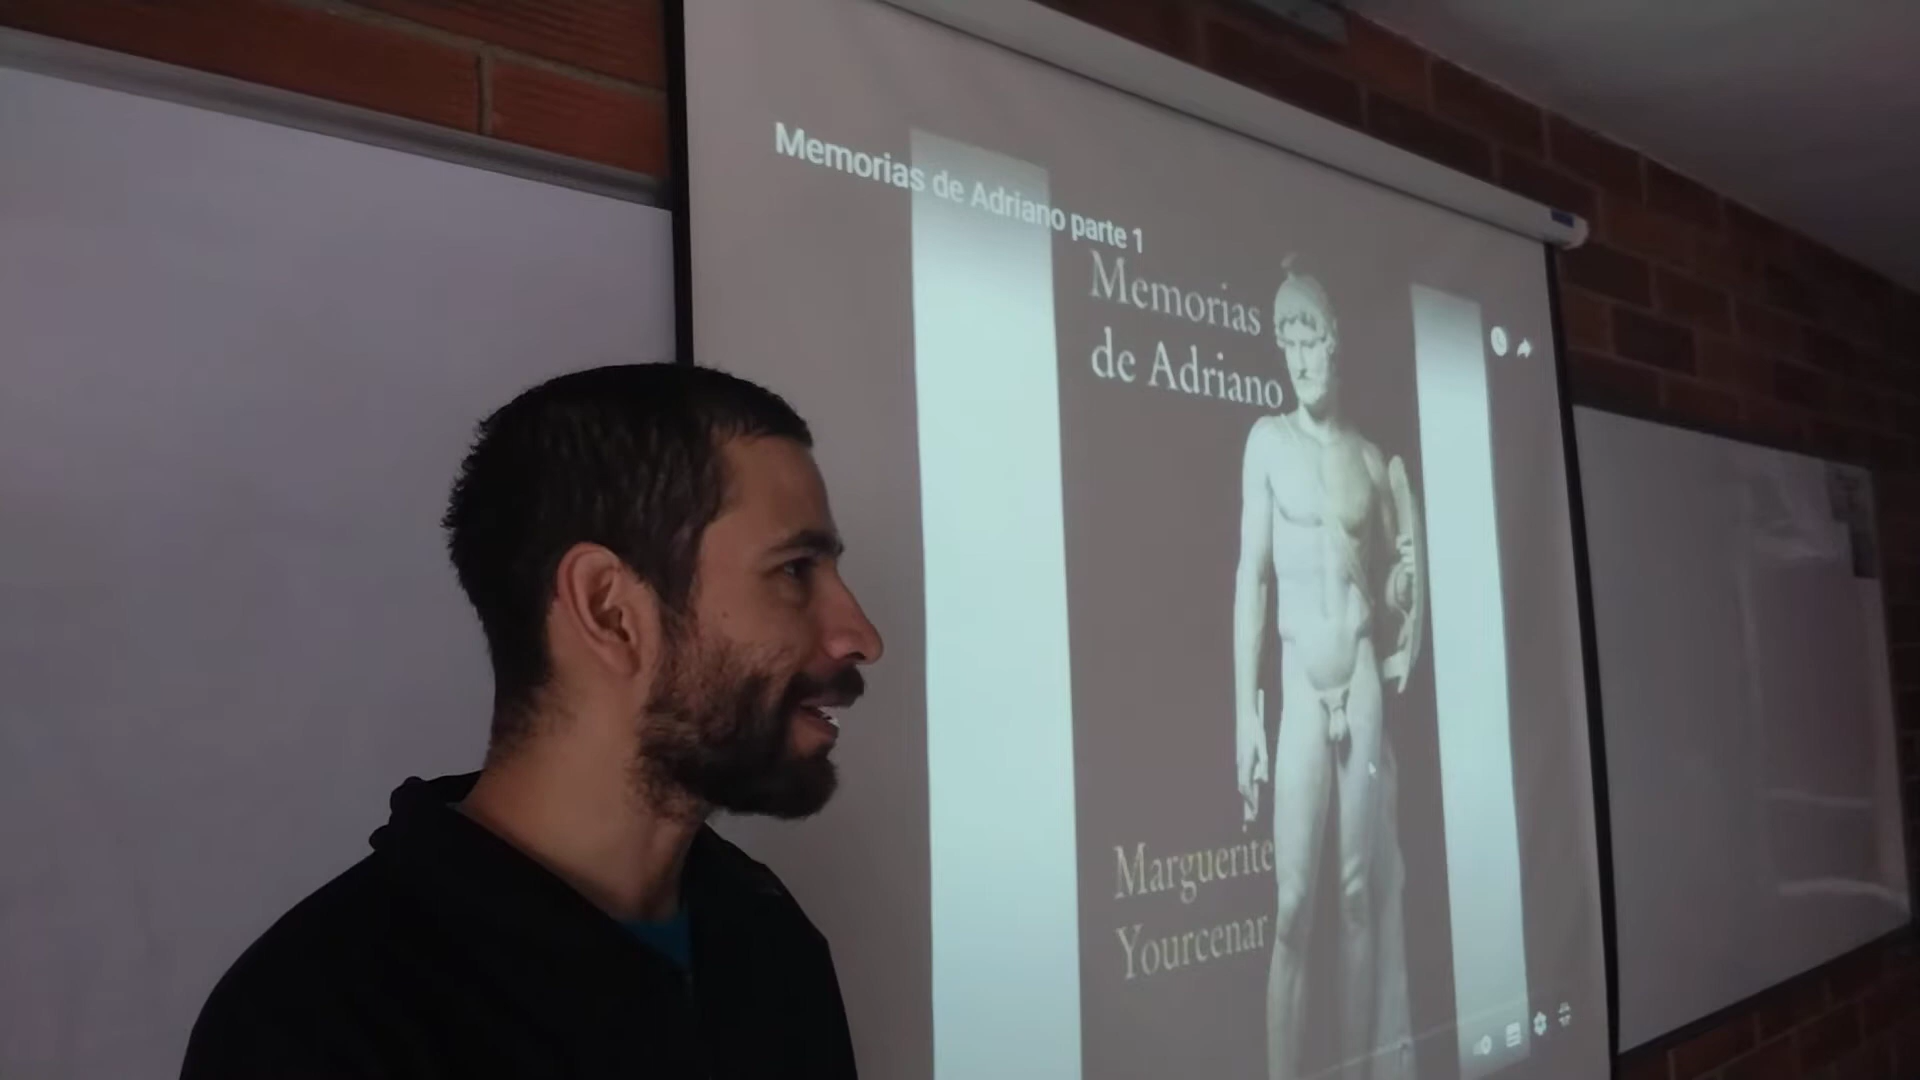 Memorias de Adriano parte 1
Memorias
de Adriano
Marguerite
Yourcenar